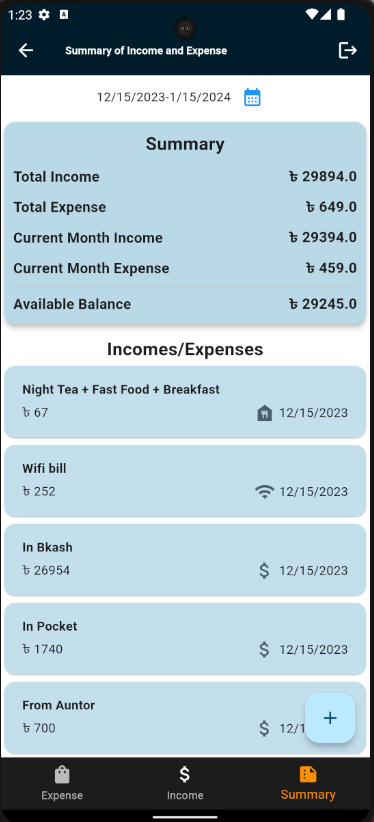 1:23
Summary of Income and Expense
12/15/2023-1/15/2024
Summary
Total Income ৳ 29894.0
Total Expense ৳ 649.0
Current Month Income ৳ 29394.0
Current Month Expense ৳ 459.0
Available Balance ৳ 29245.0
Incomes/Expenses
Night Tea + Fast Food + Breakfast
৳ 67 12/15/2023
Wifi bill
৳ 252 12/15/2023
In Bkash
৳ 26954 12/15/2023
In Pocket
৳ 1740 12/15/2023
From Auntor
৳ 700 12/1
Expense Income Summary